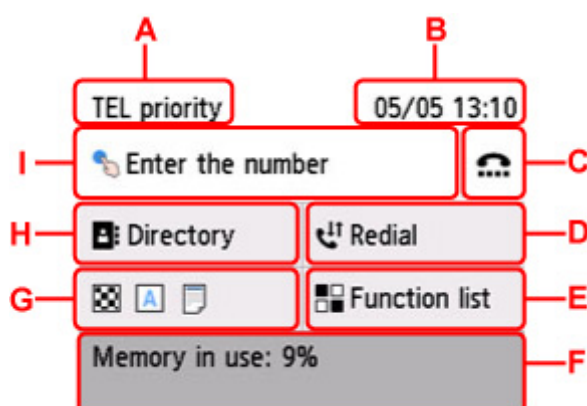 A B
TEL priority 05/05 13:10
I Enter the number C
H Directory Redial D
G A Function list E
Memory in use: 9% F